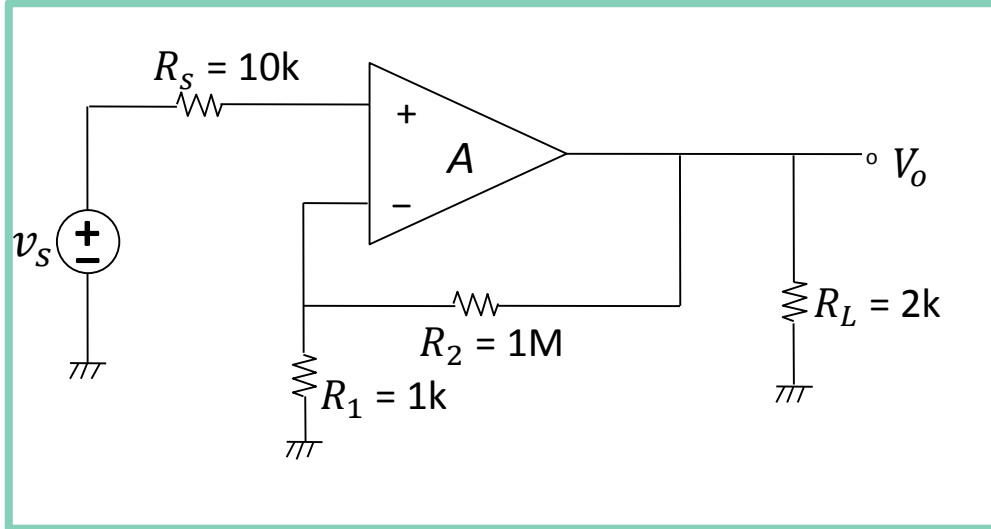 R_s = 10k
+
A
V_o
−
v_s
+
−
R_L = 2k
R_2 = 1M
R_1 = 1k